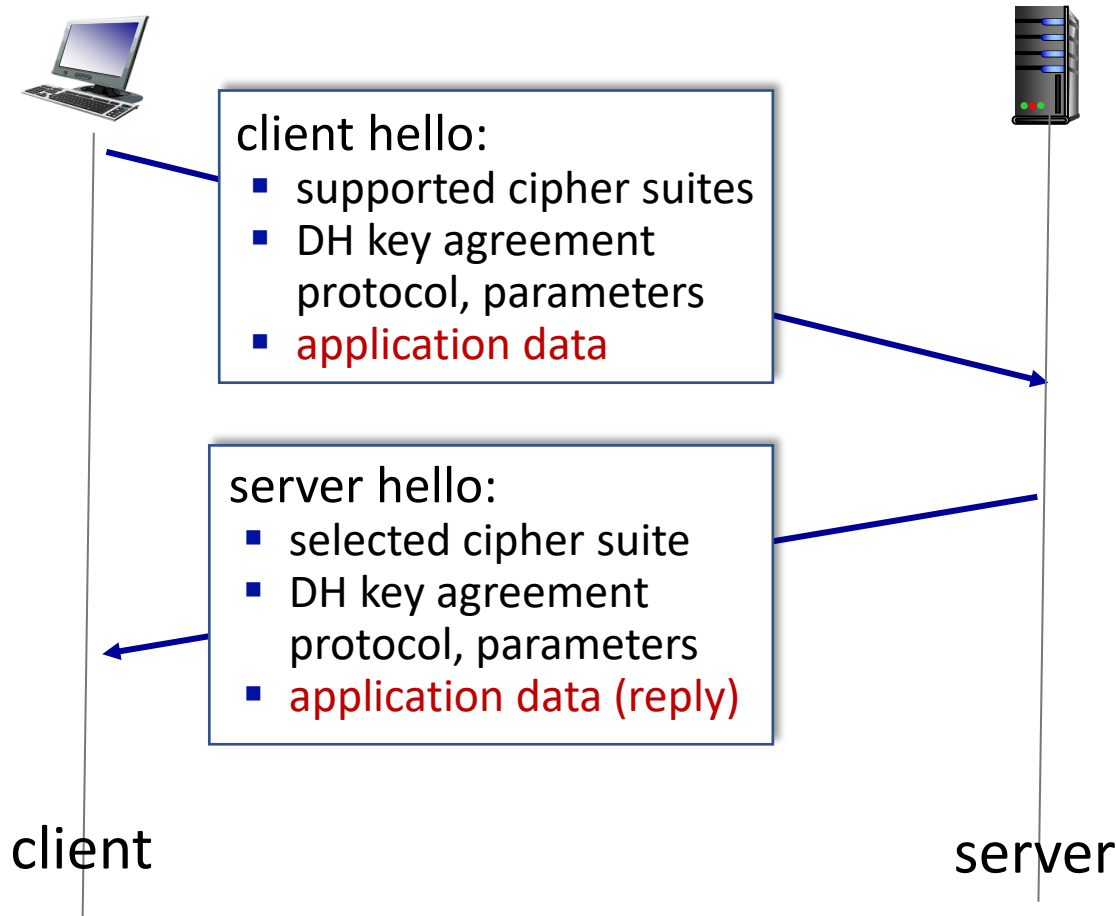 client hello:
▪ supported cipher suites
▪ DH key agreement
protocol, parameters
▪ application data
server hello:
▪ selected cipher suite
▪ DH key agreement
protocol, parameters
▪ application data (reply)
client
server